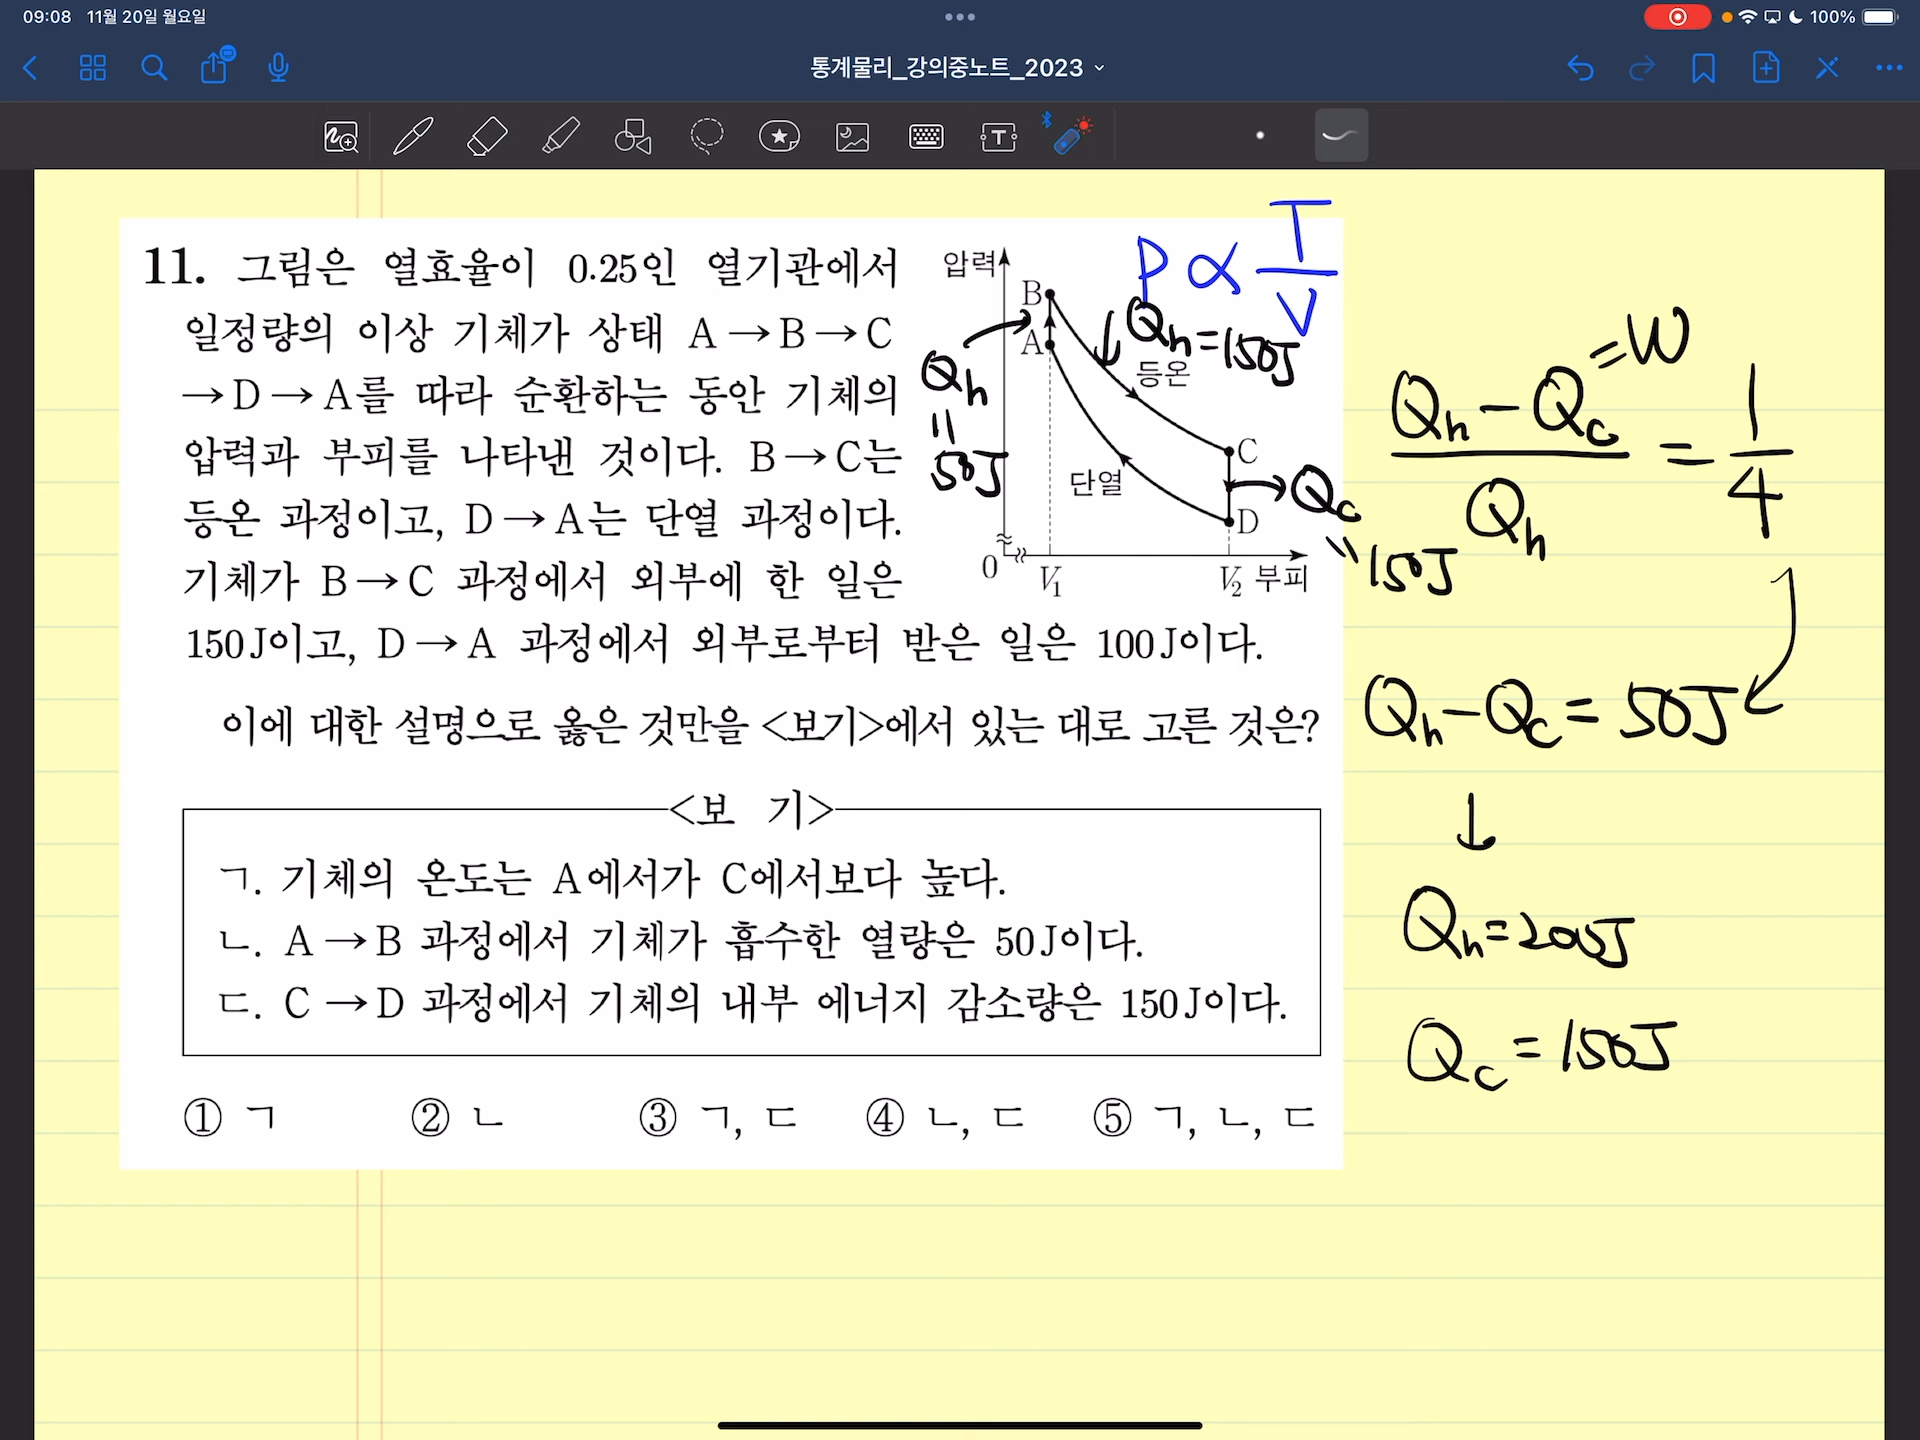 09:08 11월 20일 월요일
100%
통계물리_강의중노트_2023
11. 그림은 열효율이 0.25인 열기관에서
일정량의 이상 기체가 상태 A→B→C
→D→A를 따라 순환하는 동안 기체의
압력과 부피를 나타낸 것이다. B→C는
등온 과정이고, D→A는 단열 과정이다.
기체가 B→C 과정에서 외부에 한 일은
150J이고, D→A 과정에서 외부로부터 받은 일은 100J이다.
이에 대한 설명으로 옳은 것만을 <보기>에서 있는 대로 고른 것은?
<보 기>
ㄱ. 기체의 온도는 A에서가 C에서보다 높다.
ㄴ. A→B 과정에서 기체가 흡수한 열량은 50J이다.
ㄷ. C→D 과정에서 기체의 내부 에너지 감소량은 150J이다.
① ㄱ ② ㄴ ③ ㄱ, ㄷ ④ ㄴ, ㄷ ⑤ ㄱ, ㄴ, ㄷ
압력
B
A
등온
C
단열
D
0 V₁ V₂ 부피
P ∝ T/V
Qh = 150J
Qh = 50J
Qc = 150J
(Qh - Qc)/Qh = 1/4
= W
Qh - Qc = 50J
↓
Qh = 200J
Qc = 150J